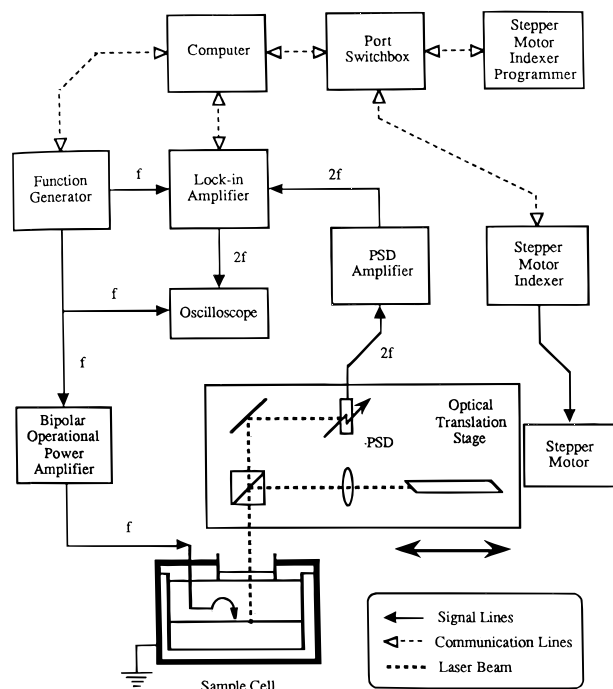 Computer
Port
Switchbox
Stepper
Motor
Indexer
Programmer
Function
Generator
f
Lock-in
Amplifier
2f
PSD
Amplifier
Stepper
Motor
Indexer
2f
f
Oscilloscope
f
2f
Bipolar
Operational
Power
Amplifier
Optical
Translation
Stage
PSD
Stepper
Motor
f
Signal Lines
Communication Lines
Laser Beam
Sample Cell